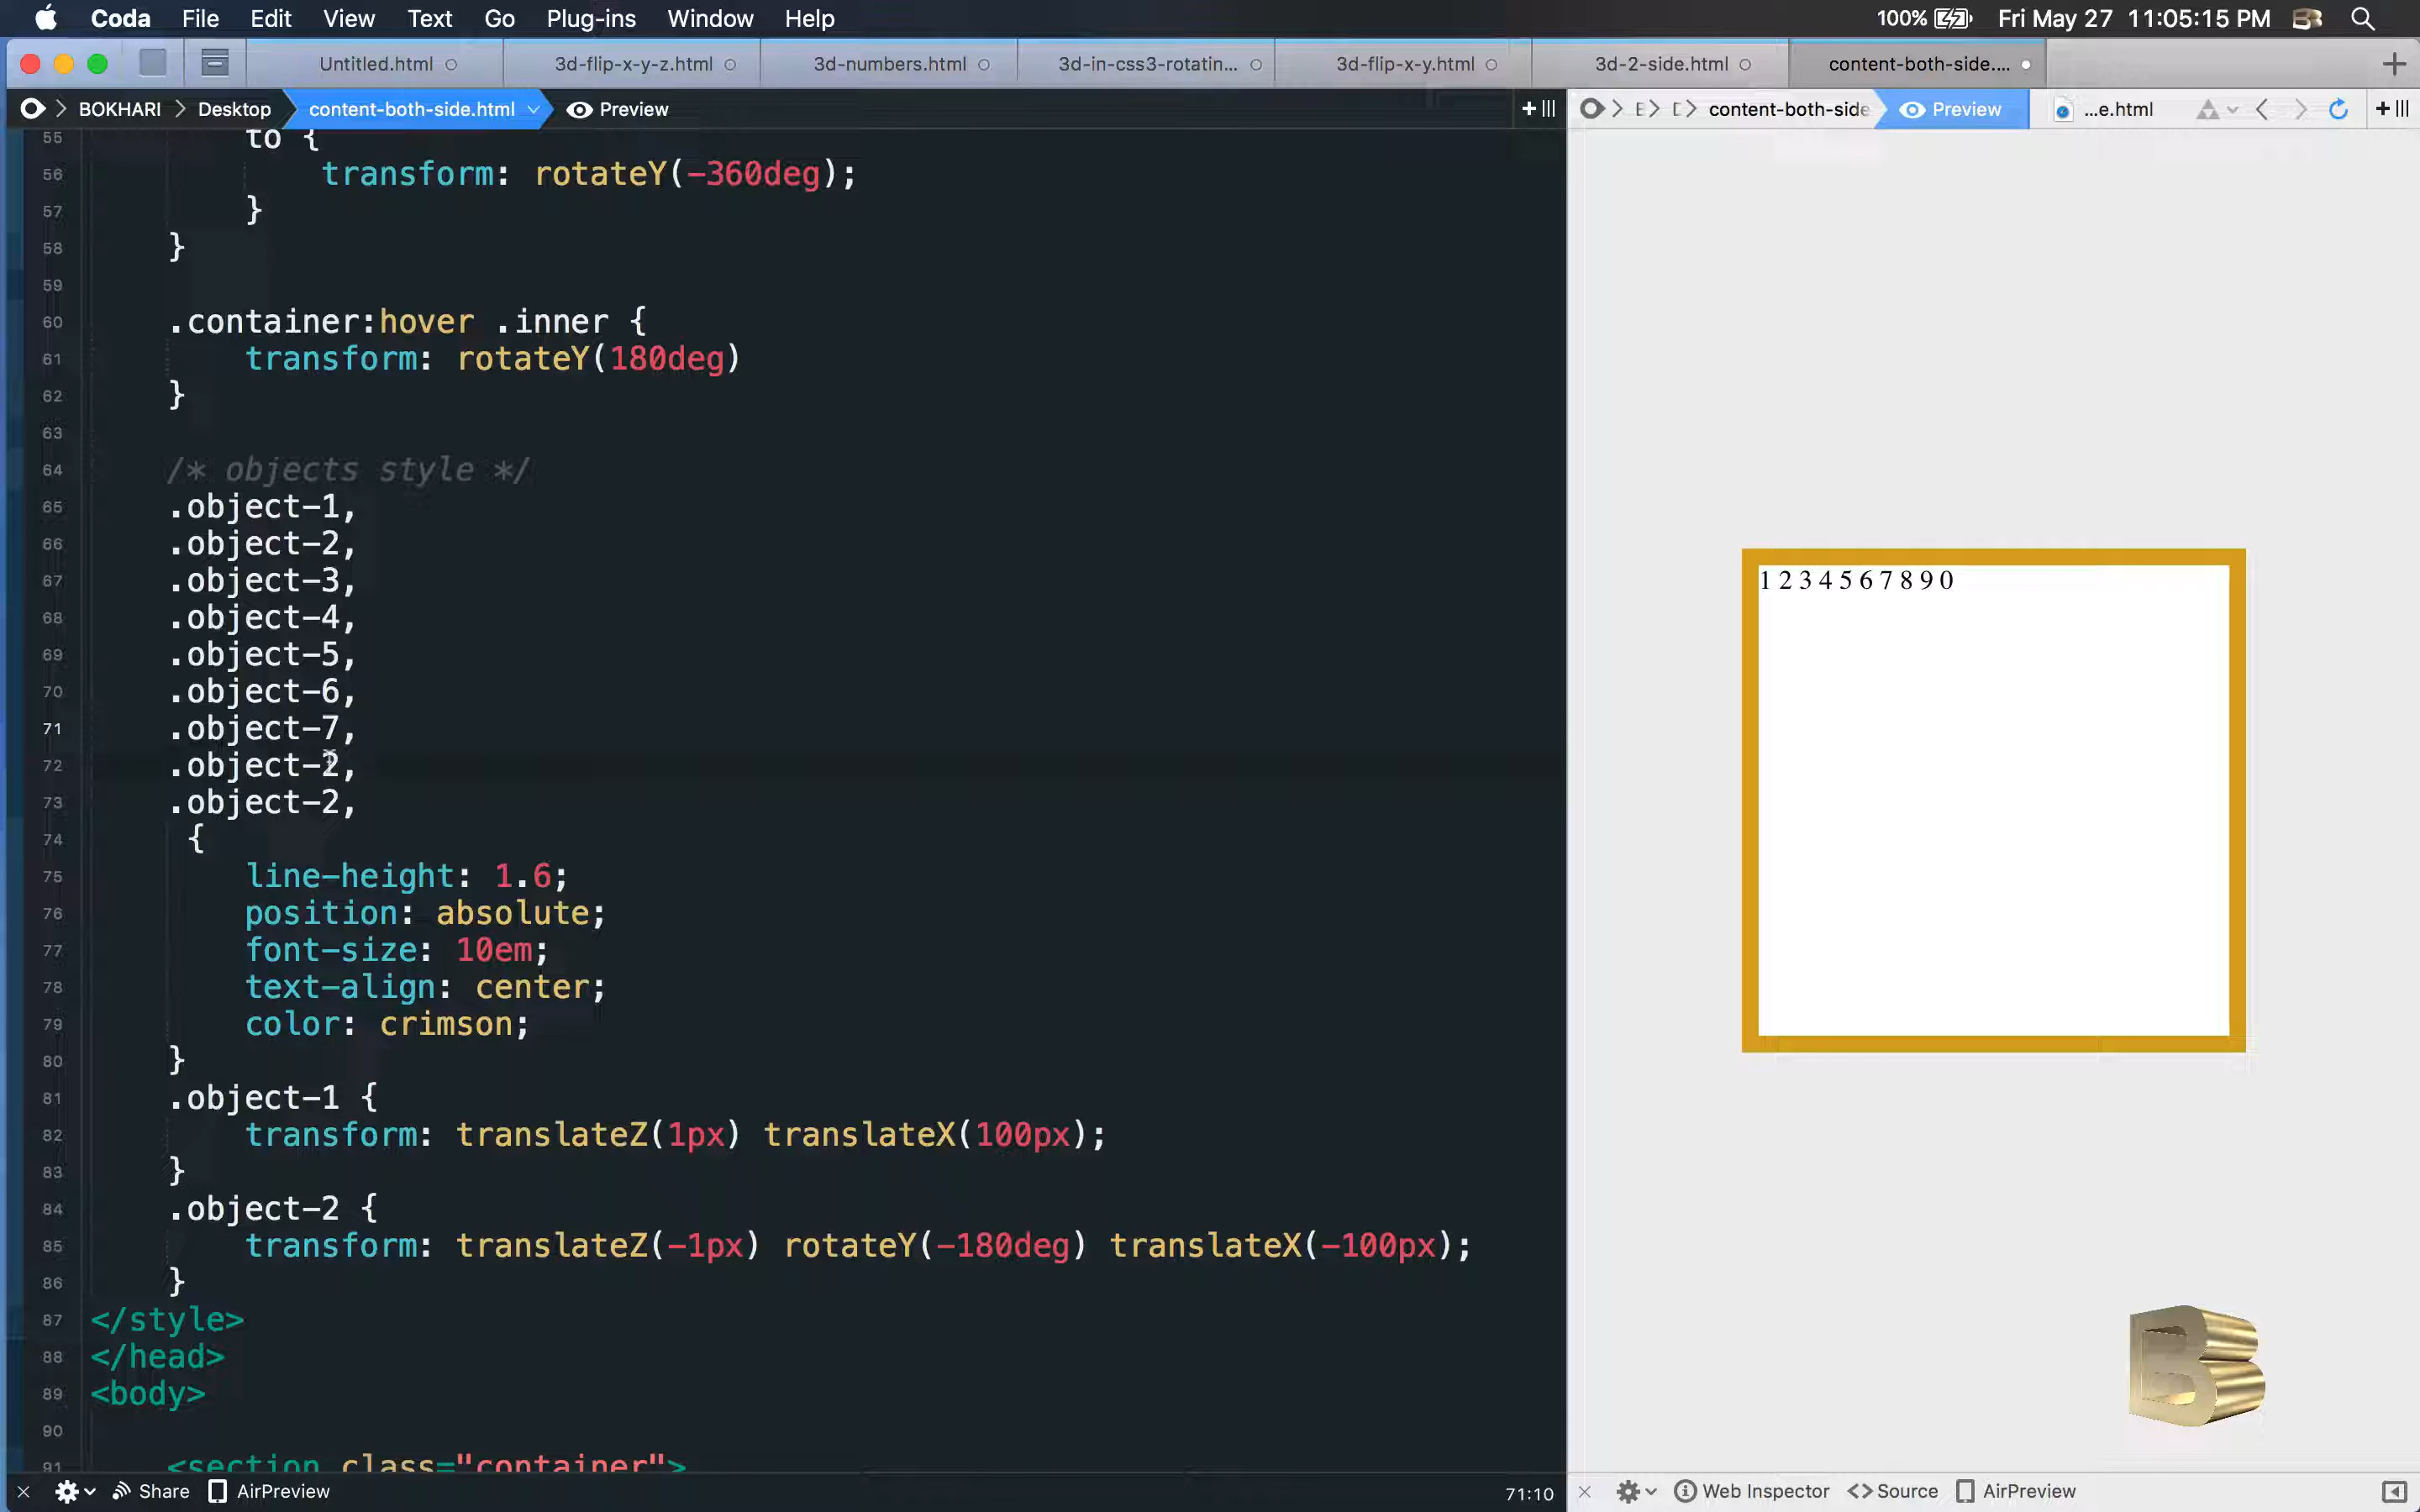 Coda File Edit View Text Go Plug-ins Window Help 100% Fri May 27 11:05:15 PM
Untitled.html 3d-flip-x-y-z.html 3d-numbers.html 3d-in-css3-rotatin... 3d-flip-x-y.html 3d-2-side.html content-both-side....
BOKHARI Desktop content-both-side.html Preview content-both-side Preview ...e.html
55 to {
56 transform: rotateY(-360deg);
57 }
58 }
59
60 .container:hover .inner {
61 transform: rotateY(180deg)
62 }
63
64 /* objects style */
65 .object-1,
66 .object-2,
67 .object-3,
68 .object-4,
69 .object-5,
70 .object-6,
71 .object-7,
72 .object-2,
73 .object-2,
74 {
75 line-height: 1.6;
76 position: absolute;
77 font-size: 10em;
78 text-align: center;
79 color: crimson;
80 }
81 .object-1 {
82 transform: translateZ(1px) translateX(100px);
83 }
84 .object-2 {
85 transform: translateZ(-1px) rotateY(-180deg) translateX(-100px);
86 }
87 </style>
88 </head>
89 <body>
90
91 <section class="container">
1 2 3 4 5 6 7 8 9 0
B
Share AirPreview 71:10 Web Inspector Source AirPreview